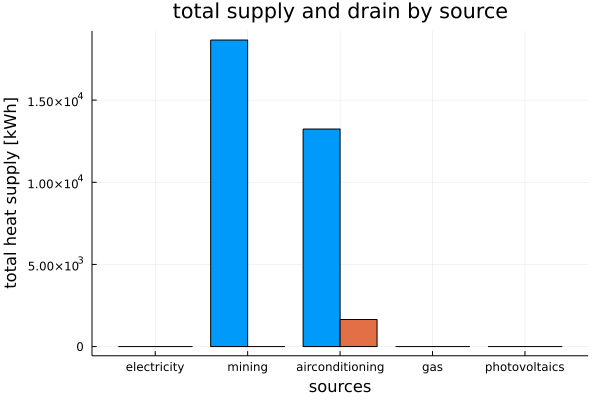 total supply and drain by source
total heat supply [kWh]
1.50×10⁴
1.00×10⁴
5.00×10³
0
electricity mining airconditioning gas photovoltaics
sources